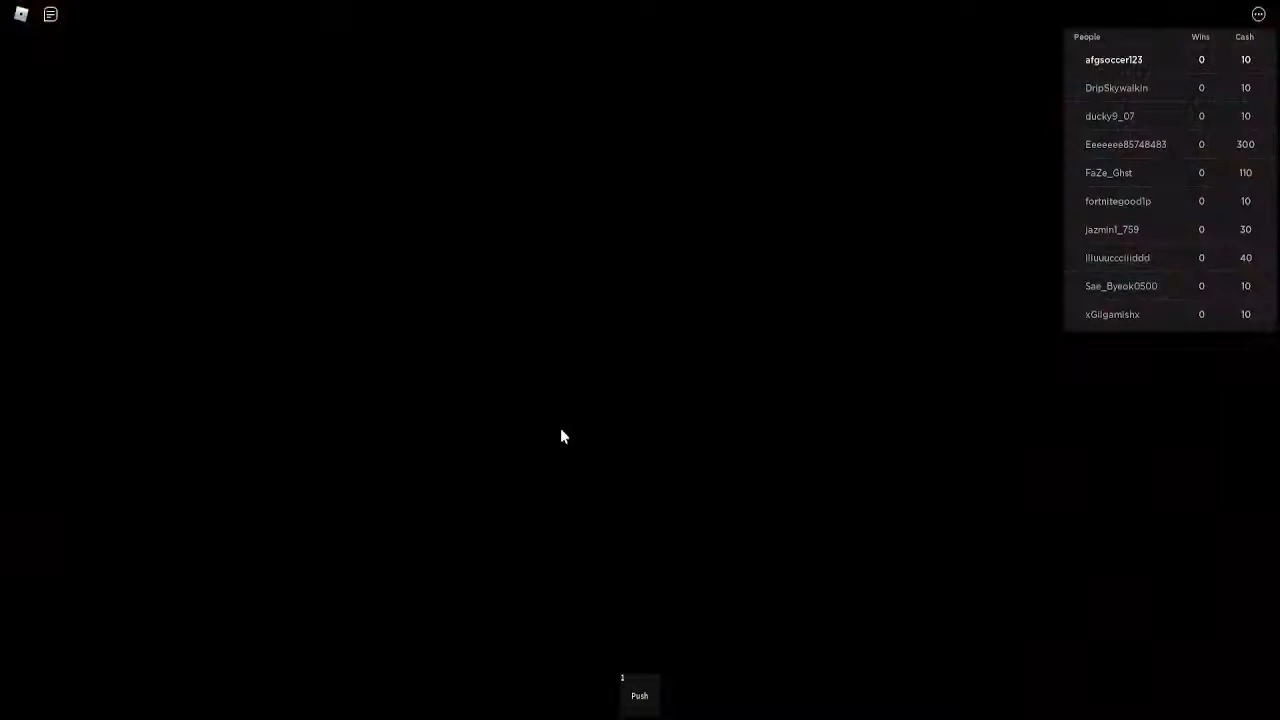 People Wins Cash
afgsoccer123 0 10
DripSkywalkin 0 10
ducky9_07 0 10
Eeeeeee85748483 0 300
FaZe_Ghst 0 110
fortnitegood1p 0 10
jazmin1_759 0 30
0 40
Sae_Byeok0500 0 10
xGilgamishx 0 10
1
Push